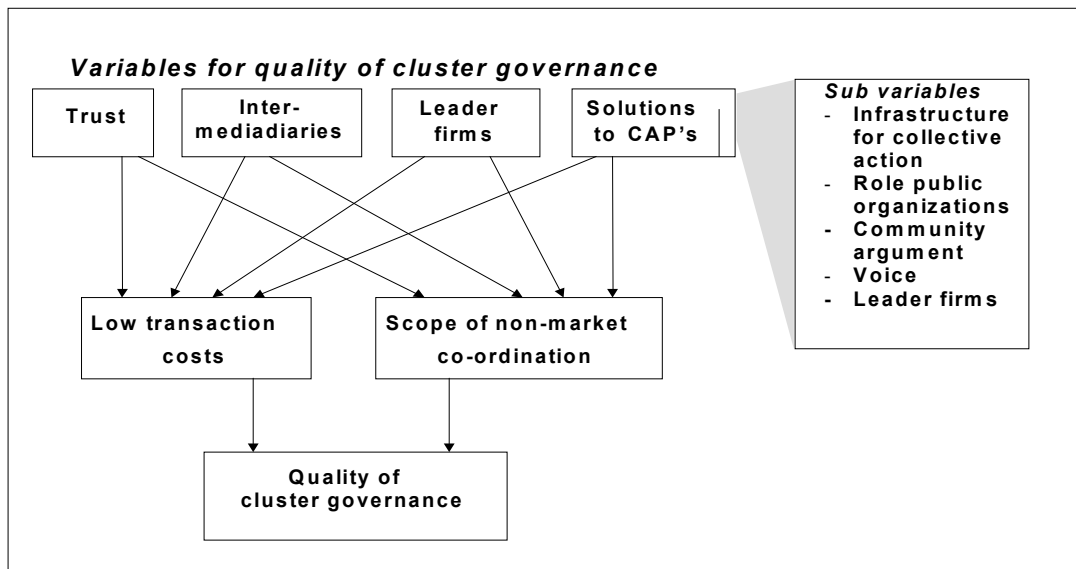 Variables for quality of cluster governance
Trust
Inter-
mediadiaries
Leader
firms
Solutions
to CAP's
Sub variables
- Infrastructure
for collective
action
- Role public
organizations
- Community
argument
- Voice
- Leader firms
Low transaction
costs
Scope of non-market
co-ordination
Quality of
cluster governance